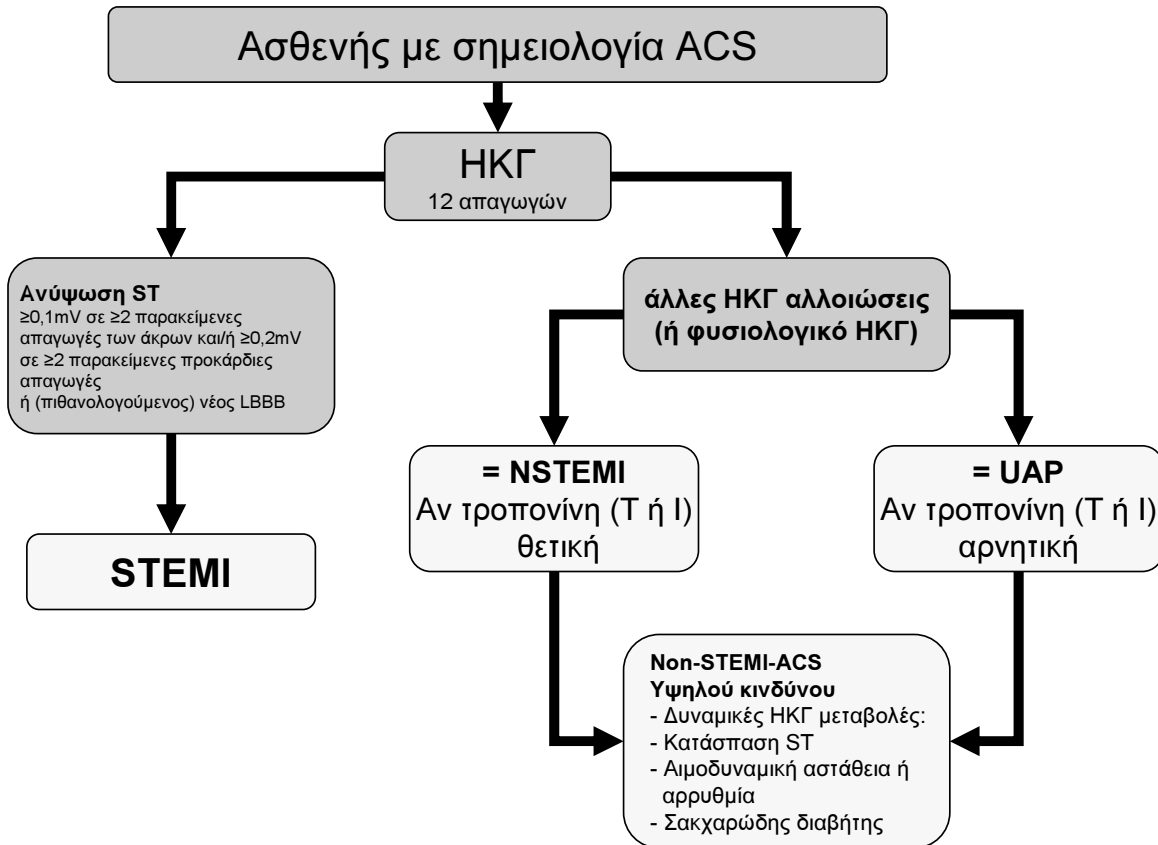 Ασθενής με σημειολογία ACS
ΗΚΓ
12 απαγωγών
Ανύψωση ST
≥0,1mV σε ≥2 παρακείμενες
απαγωγές των άκρων και/ή ≥0,2mV
σε ≥2 παρακείμενες προκάρδιες
απαγωγές
ή (πιθανολογούμενος) νέος LBBB
άλλες ΗΚΓ αλλοιώσεις
(ή φυσιολογικό ΗΚΓ)
= NSTEMI
Αν τροπονίνη (T ή I)
θετική
= UAP
Αν τροπονίνη (T ή I)
αρνητική
STEMI
Non-STEMI-ACS
Υψηλού κινδύνου
- Δυναμικές ΗΚΓ μεταβολές:
- Κατάσπαση ST
- Αιμοδυναμική αστάθεια ή
αρρυθμία
- Σακχαρώδης διαβήτης